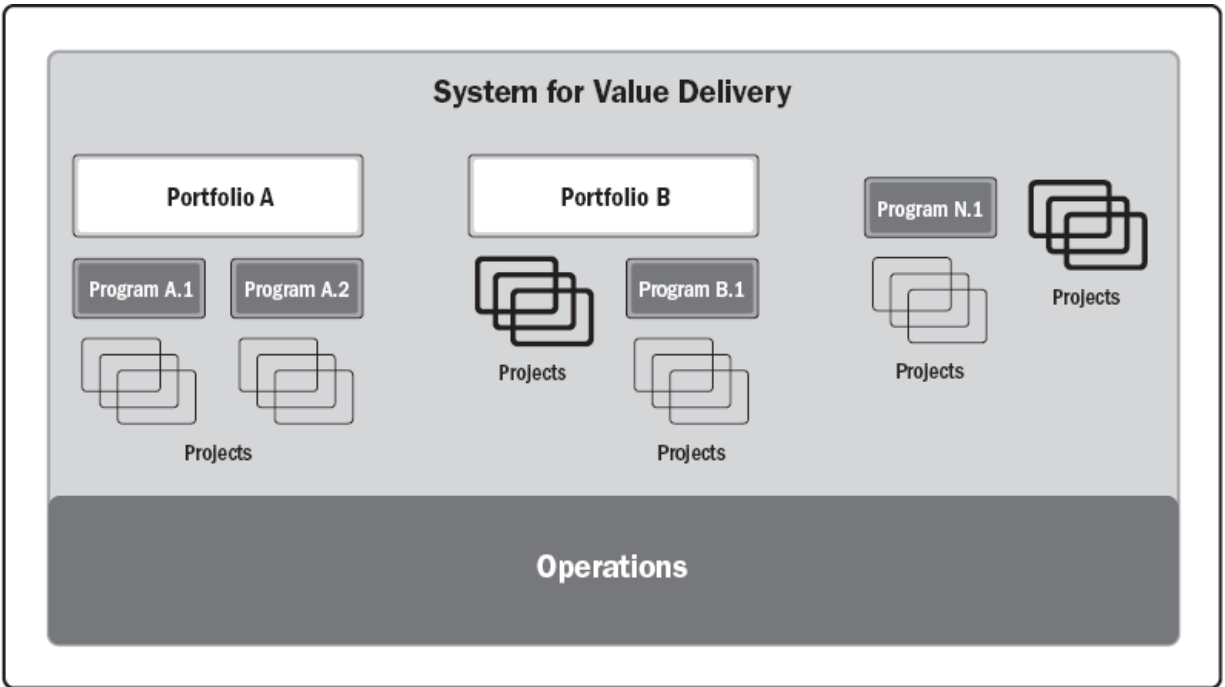 System for Value Delivery
Portfolio A
Portfolio B
Program N.1
Projects
Program A.1
Program A.2
Program B.1
Projects
Projects
Projects
Projects
Operations